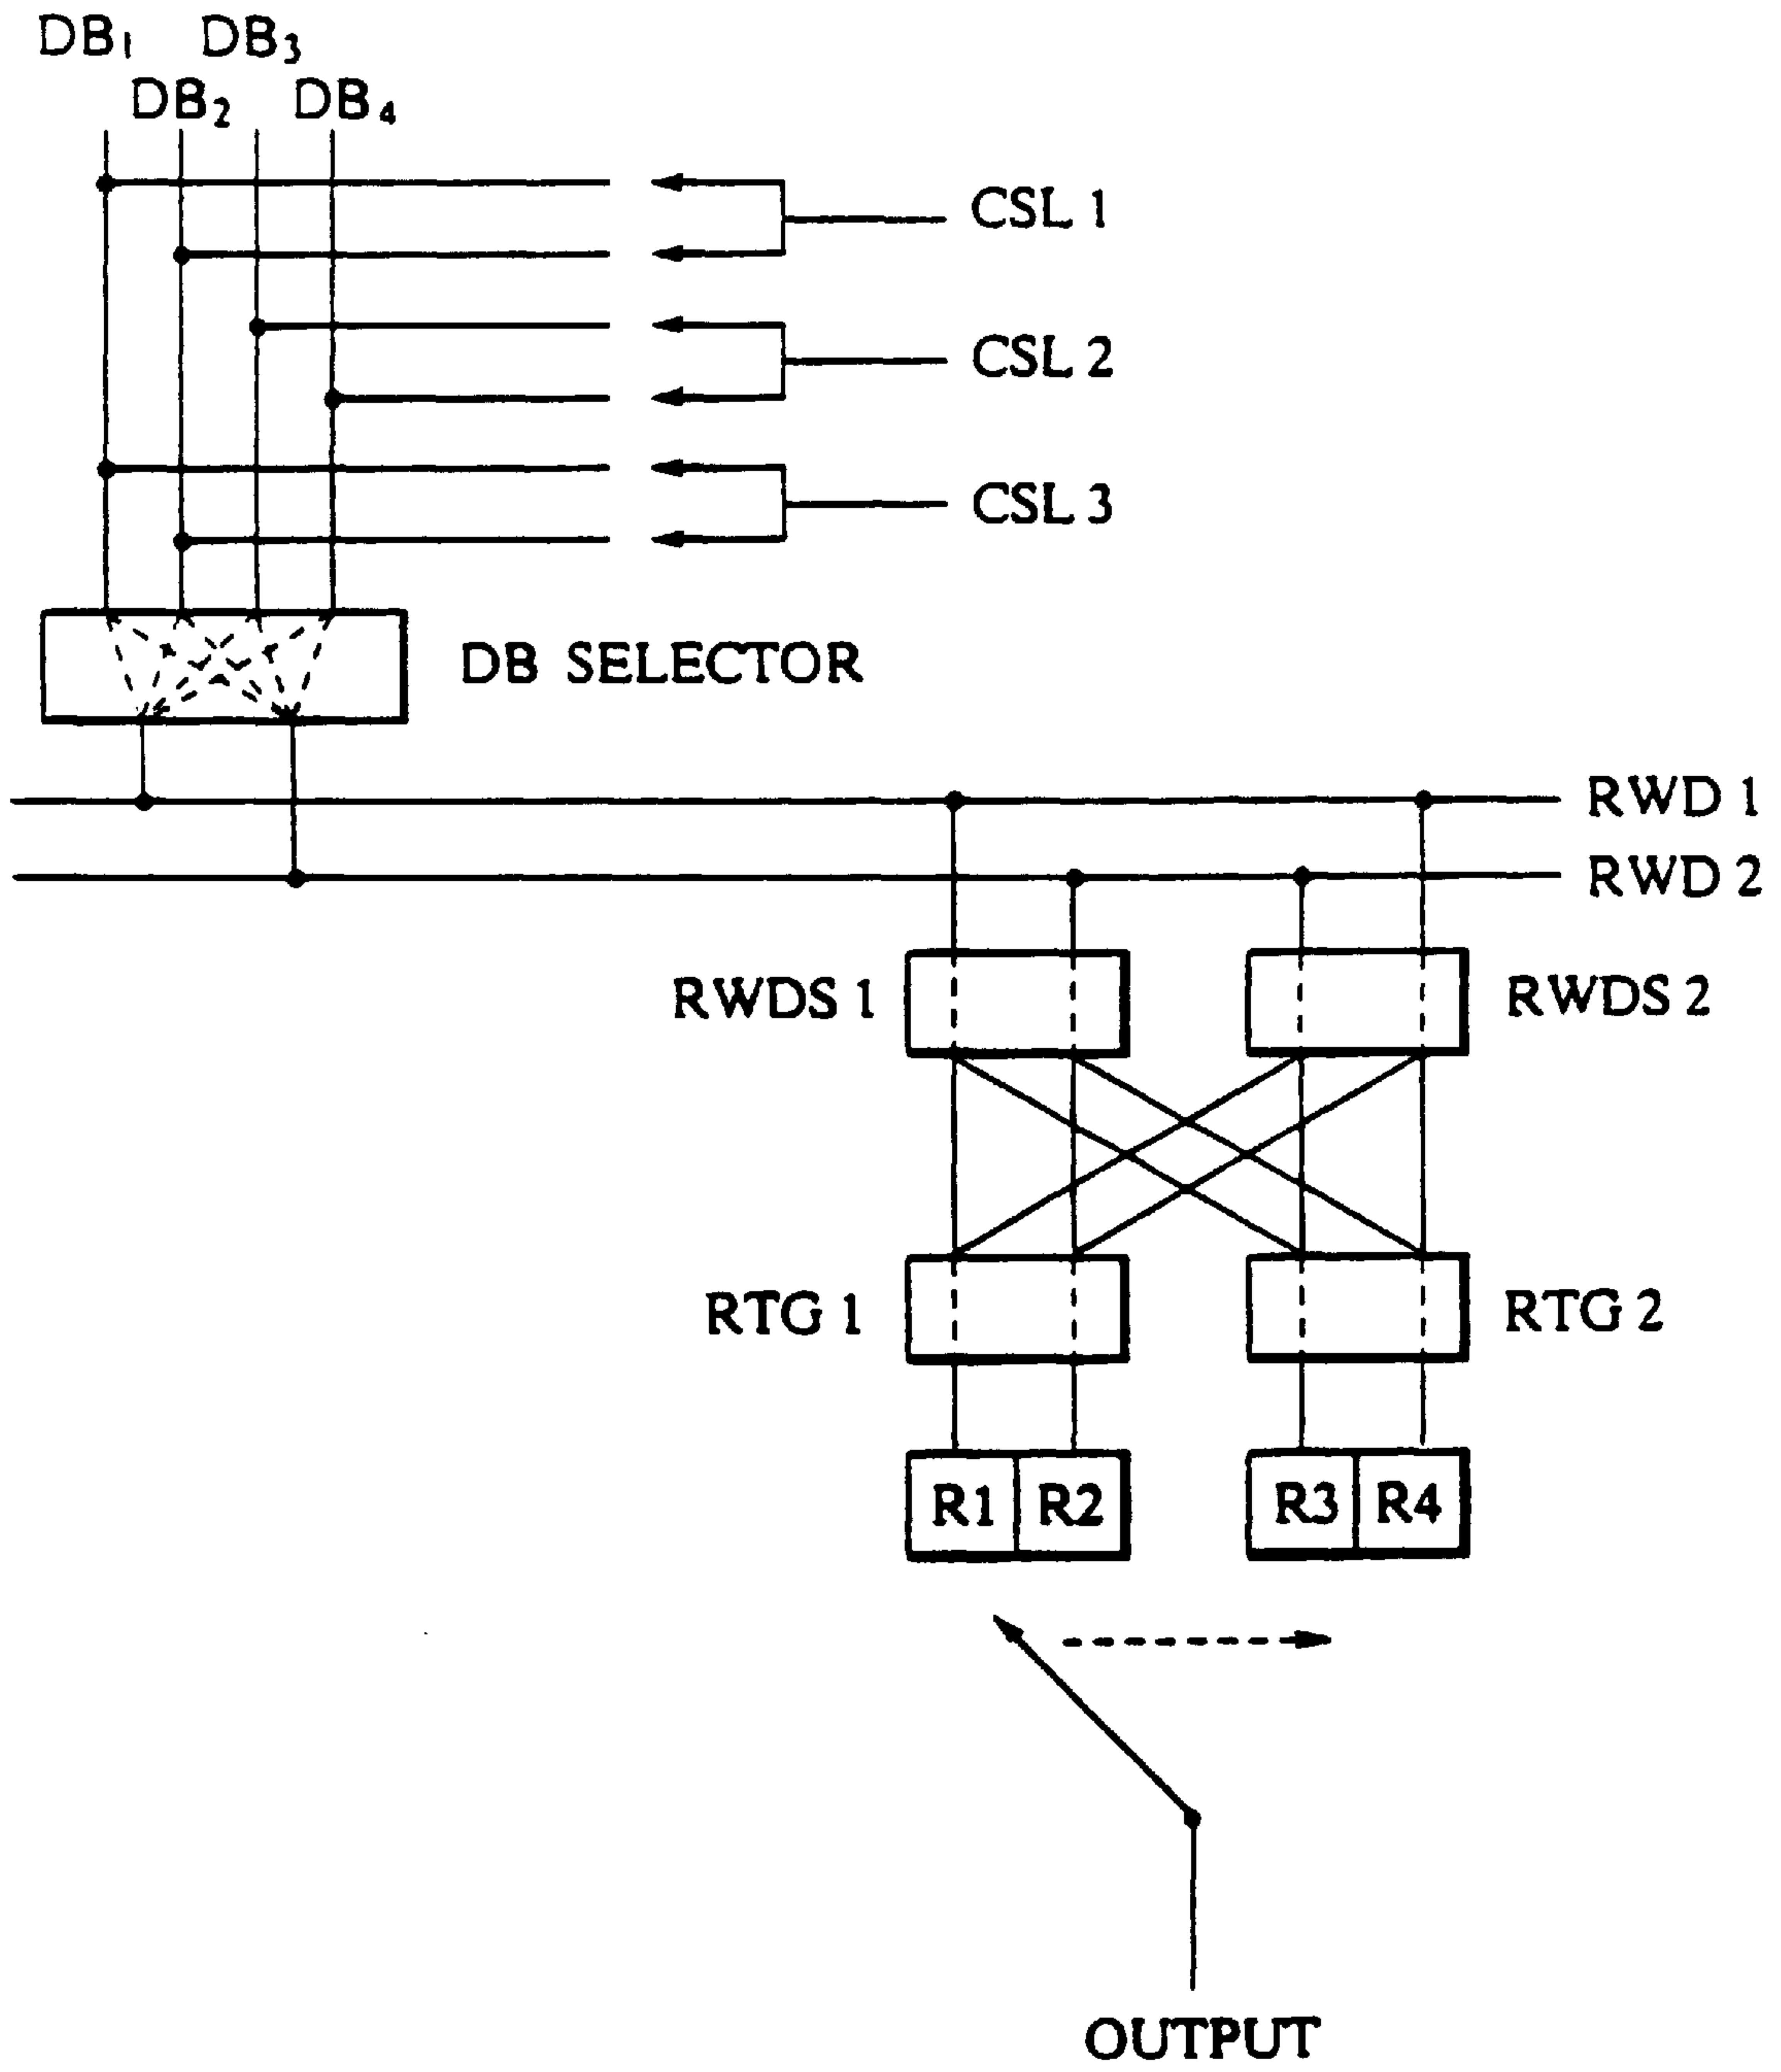 DB₁ DB₃
DB₂ DB₄
CSL 1
CSL 2
CSL 3
DB SELECTOR
RWD 1
RWD 2
RWDS 1
RWDS 2
RTG 1
RTG 2
R1 R2 R3 R4
OUTPUT